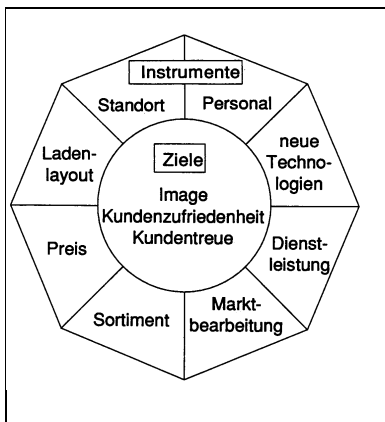 Instrumente
Standort
Personal
Laden-
layout
neue
Techno-
logien
Ziele
Image
Kundenzufriedenheit
Kundentreue
Preis
Dienst-
leistung
Sortiment
Markt-
bearbeitung